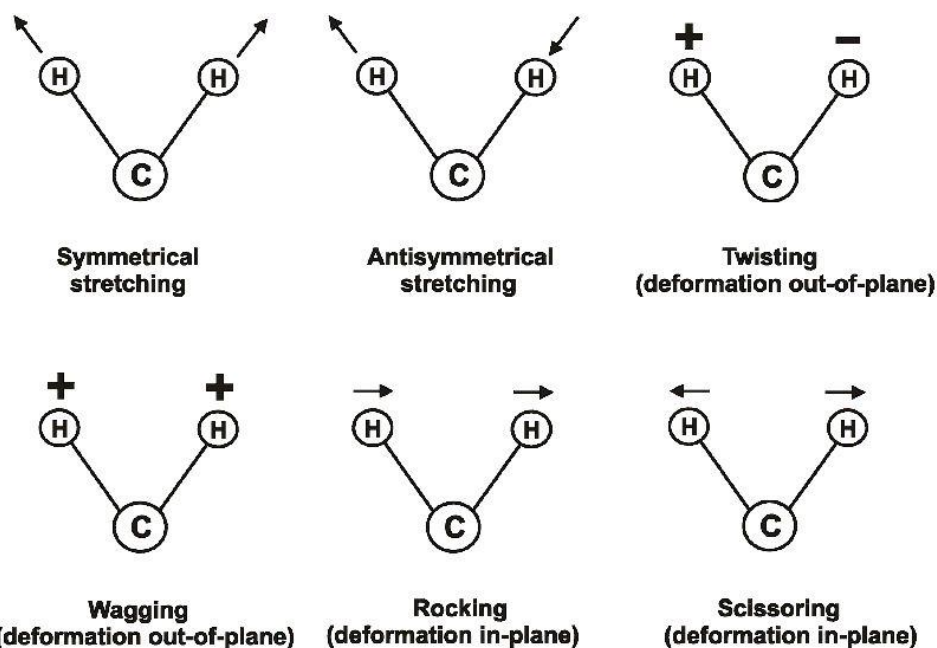 H H H H + −
H H
C C C
Symmetrical stretching
Antisymmetrical stretching
Twisting
(deformation out-of-plane)
+ +
H H H H H H
C C C
Wagging
(deformation out-of-plane)
Rocking
(deformation in-plane)
Scissoring
(deformation in-plane)